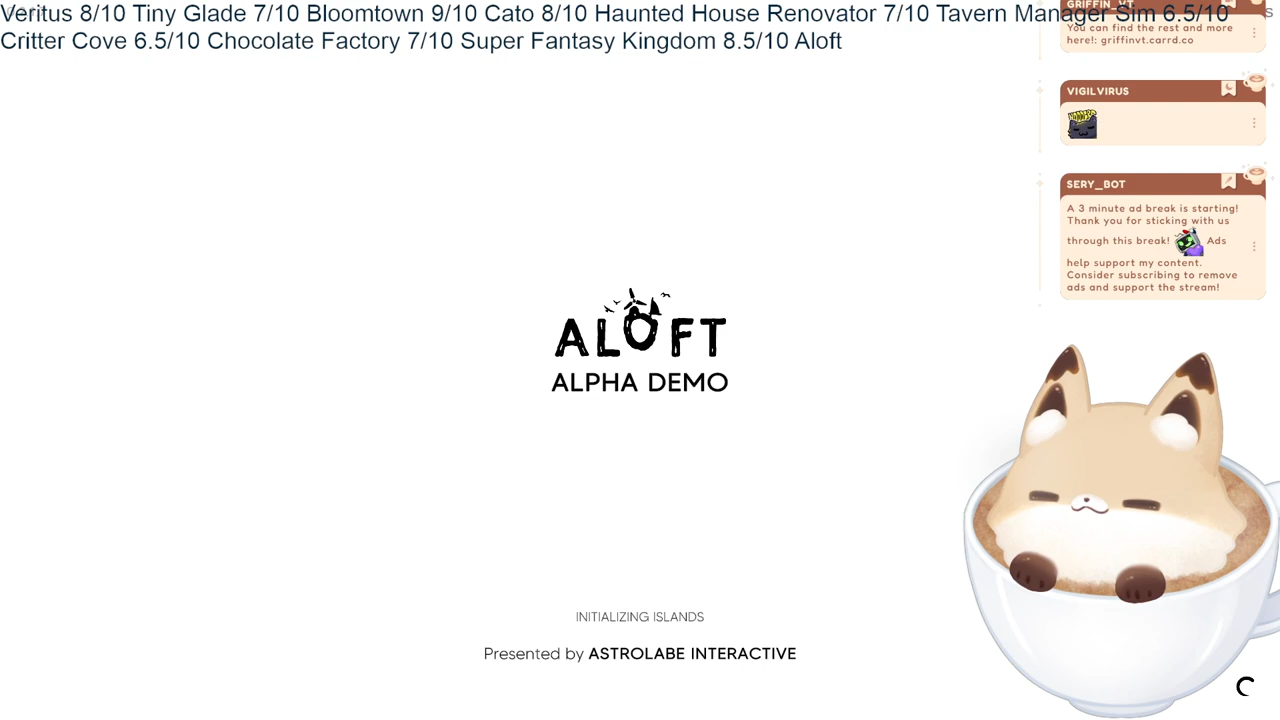 Veritus 8/10 Tiny Glade 7/10 Bloomtown 9/10 Cato 8/10 Haunted House Renovator 7/10 Tavern Manager Sim 6.5/10
Critter Cove 6.5/10 Chocolate Factory 7/10 Super Fantasy Kingdom 8.5/10 Aloft
GRIFFIN_VT
You can find the rest and more
here!: griffinvt.carrd.co
VIGILVIRUS
SERY_BOT
A 3 minute ad break is starting!
Thank you for sticking with us
through this break! Ads
help support my content.
Consider subscribing to remove
ads and support the stream!
ALOFT
ALPHA DEMO
INITIALIZING ISLANDS
Presented by ASTROLABE INTERACTIVE